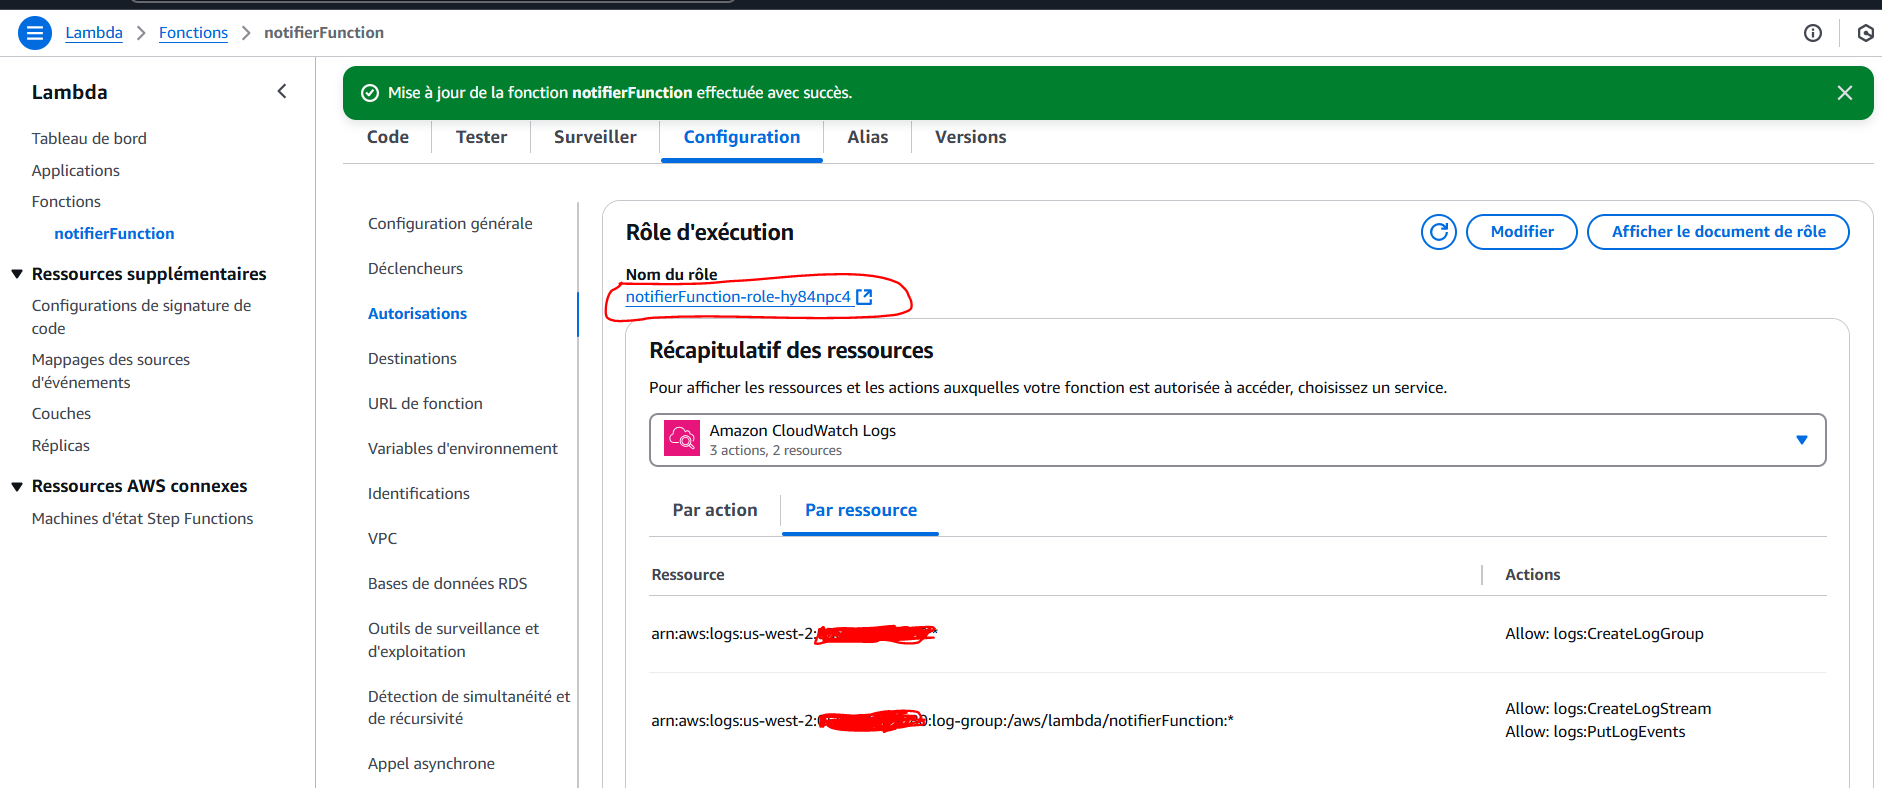 Lambda
Fonctions
notifierFunction
Lambda
Tableau de bord
Applications
Fonctions
notifierFunction
Ressources supplémentaires
Configurations de signature de
code
Mappages des sources
d'événements
Couches
Réplicas
Ressources AWS connexes
Machines d'état Step Functions
Mise à jour de la fonction notifierFunction effectuée avec succès.
Code
Tester
Surveiller
Configuration
Alias
Versions
Configuration générale
Déclencheurs
Autorisations
Destinations
URL de fonction
Variables d'environnement
Identifications
VPC
Bases de données RDS
Outils de surveillance et
d'exploitation
Détection de simultanéité et
de récursivité
Appel asynchrone
Rôle d'exécution
Modifier
Afficher le document de rôle
Nom du rôle
notifierFunction-role-hy84npc4
Récapitulatif des ressources
Pour afficher les ressources et les actions auxquelles votre fonction est autorisée à accéder, choisissez un service.
Amazon CloudWatch Logs
3 actions, 2 resources
Par action
Par ressource
Ressource
Actions
arn:aws:logs:us-west-2:
Allow: logs:CreateLogGroup
arn:aws:logs:us-west-2: :log-group:/aws/lambda/notifierFunction:*
Allow: logs:CreateLogStream
Allow: logs:PutLogEvents